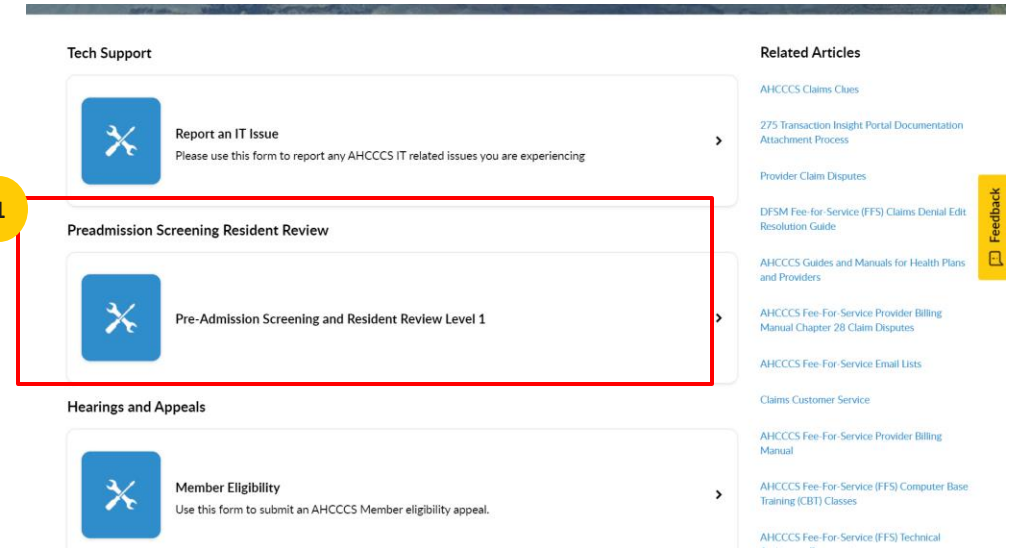 Tech Support
Report an IT Issue
Please use this form to report any AHCCCS IT related issues you are experiencing
1
Preadmission Screening Resident Review
Pre-Admission Screening and Resident Review Level 1
Hearings and Appeals
Member Eligibility
Use this form to submit an AHCCCS Member eligibility appeal.
Related Articles
AHCCCS Claims Clues
275 Transaction Insight Portal Documentation
Attachment Process
Provider Claim Disputes
DFSM Fee-for-Service (FFS) Claims Denial Edit
Resolution Guide
AHCCCS Guides and Manuals for Health Plans
and Providers
AHCCCS Fee-For-Service Provider Billing
Manual Chapter 28 Claim Disputes
AHCCCS Fee-For-Service Email Lists
Claims Customer Service
AHCCCS Fee-For-Service Provider Billing
Manual
AHCCCS Fee-For-Service (FFS) Computer Base
Training (CBT) Classes
AHCCCS Fee-For-Service (FFS) Technical
Feedback